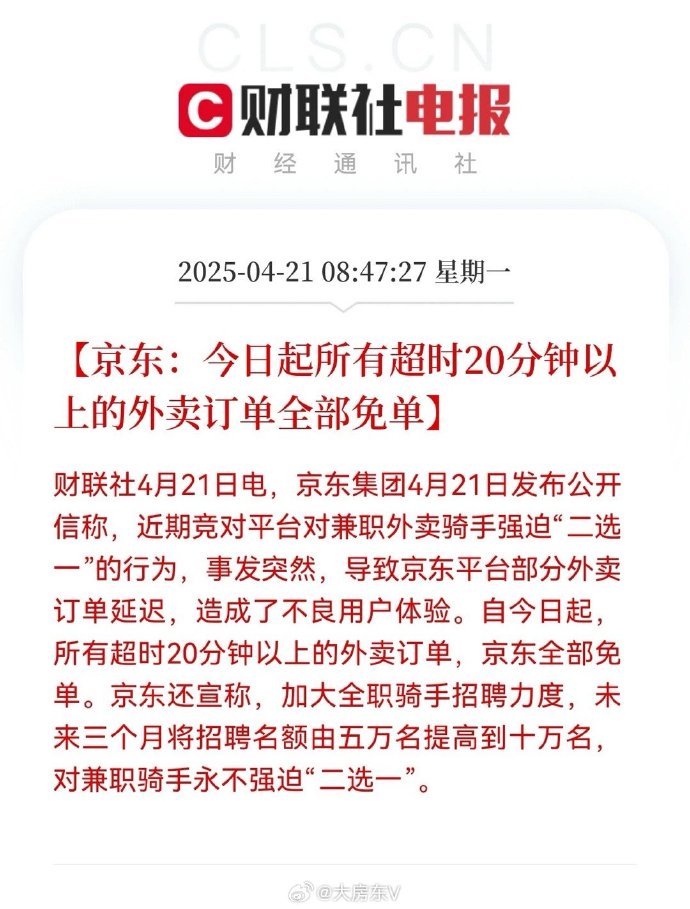 CLS.CN
C 财联社电报
财经通讯社
2025-04-21 08:47:27 星期一
【京东：今日起所有超时20分钟以
上的外卖订单全部免单】
财联社4月21日电，京东集团4月21日发布公开
信称，近期竞对平台对兼职外卖骑手强迫“二选
一”的行为，事发突然，导致京东平台部分外卖
订单延迟，造成了不良用户体验。自今日起，
所有超时20分钟以上的外卖订单，京东全部免
单。京东还宣称，加大全职骑手招聘力度，未
来三个月将招聘名额由五万名提高到十万名，
对兼职骑手永不强迫“二选一”。
@大房东V